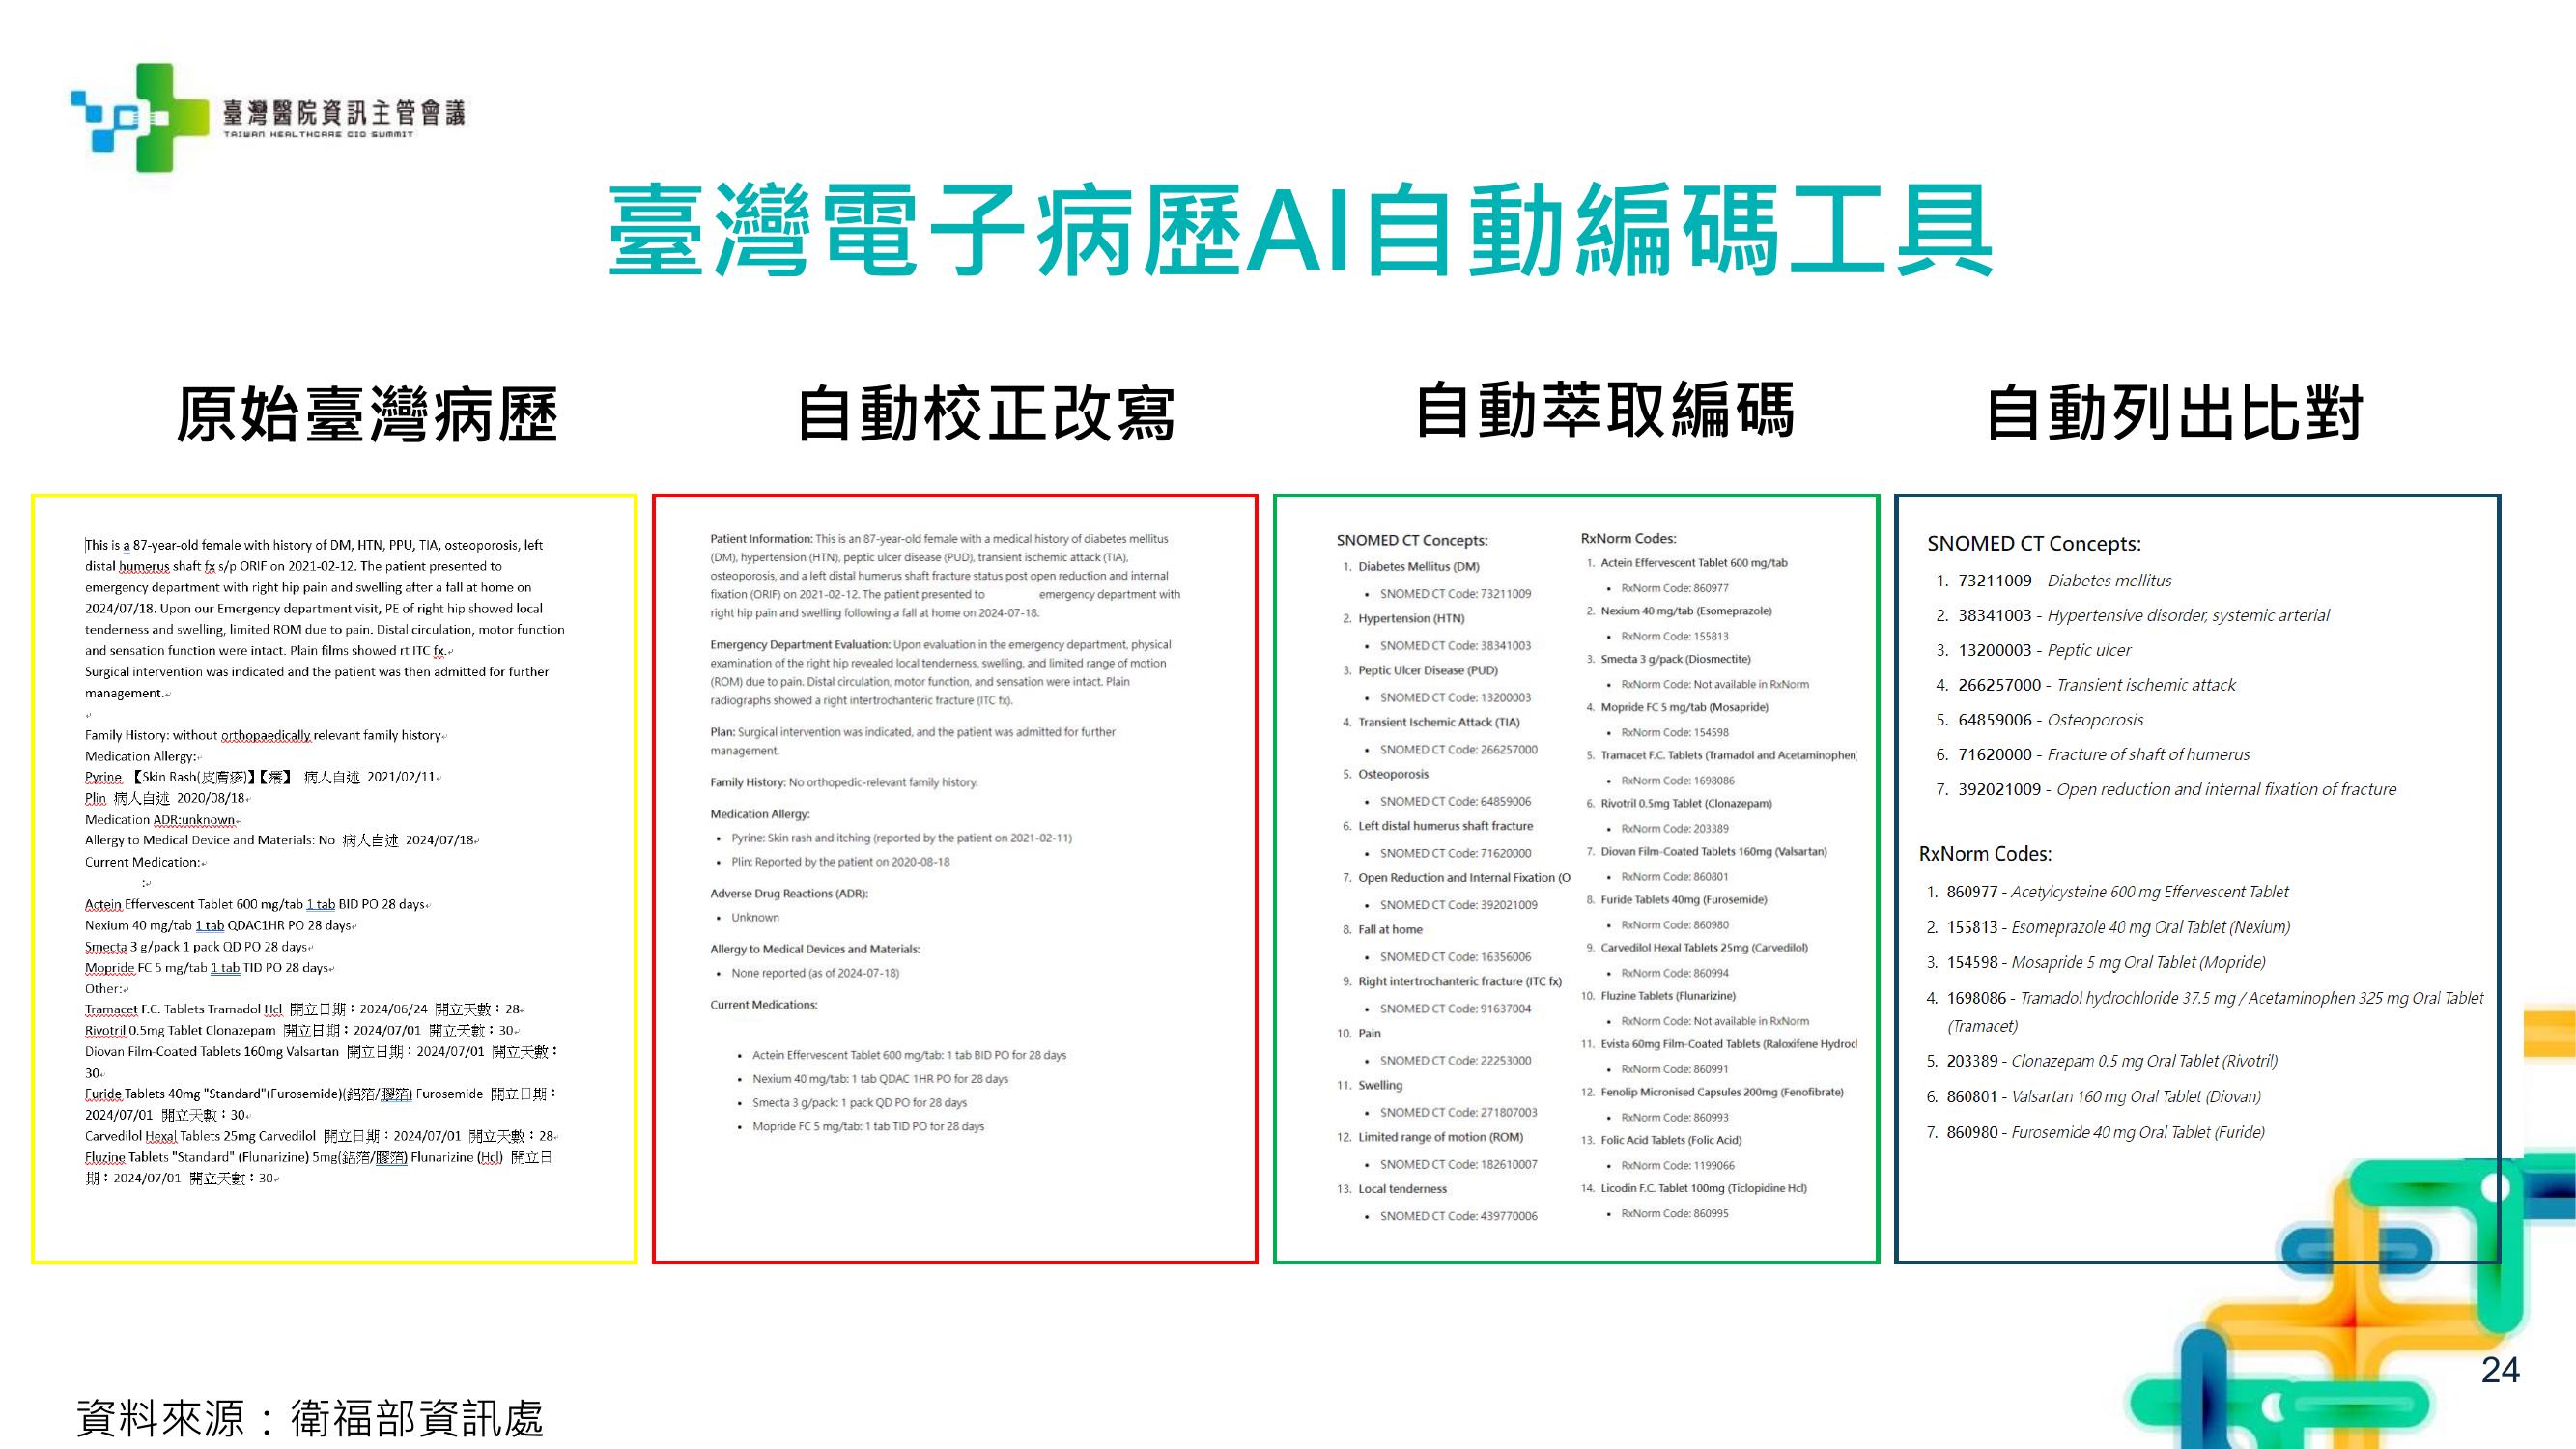 臺灣醫院資訊主管會議
TAIWAN HEALTHCARE CIO SUMMIT
臺灣電子病歷AI自動編碼工具
原始臺灣病歷
This is a 87-year-old female with history of DM, HTN, PPU, TIA, osteoporosis, left
distal humerus shaft fx s/p ORIF on 2021-02-12. The patient presented to
emergency department with right hip pain and swelling after a fall at home on
2024/07/18. Upon our Emergency department visit, PE of right hip showed local
tenderness and swelling, limited ROM due to pain. Distal circulation, motor function
and sensation function were intact. Plain films showed rt ITC fx.
Surgical intervention was indicated and the patient was then admitted for further
management.
Family History: without orthopaedically relevant family history
Medication Allergy:
Pyrine 【Skin Rash(皮膚疹)】【癢】 病人自述 2021/02/11
Plin 病人自述 2020/08/18
Medication ADR:unknown
Allergy to Medical Device and Materials: No 病人自述 2024/07/18
Current Medication:
:
Actein Effervescent Tablet 600 mg/tab 1 tab BID PO 28 days
Nexium 40 mg/tab 1 tab QDAC1HR PO 28 days
Smecta 3 g/pack 1 pack QD PO 28 days
Mopride FC 5 mg/tab 1 tab TID PO 28 days
Other:
Tramacet F.C. Tablets Tramadol Hcl 開立日期：2024/06/24 開立天數：28
Rivotril 0.5mg Tablet Clonazepam 開立日期：2024/07/01 開立天數：30
Diovan Film-Coated Tablets 160mg Valsartan 開立日期：2024/07/01 開立天數：
30
Furide Tablets 40mg "Standard"(Furosemide)(鋁箔/膠箔) Furosemide 開立日期：
2024/07/01 開立天數：30
Carvedilol Hexal Tablets 25mg Carvedilol 開立日期：2024/07/01 開立天數：28
Fluzine Tablets "Standard" (Flunarizine) 5mg(鋁箔/膠箔) Flunarizine (Hcl) 開立日
期：2024/07/01 開立天數：30
自動校正改寫
Patient Information: This is an 87-year-old female with a medical history of diabetes mellitus
(DM), hypertension (HTN), peptic ulcer disease (PUD), transient ischemic attack (TIA),
osteoporosis, and a left distal humerus shaft fracture status post open reduction and internal
fixation (ORIF) on 2021-02-12. The patient presented to emergency department with
right hip pain and swelling following a fall at home on 2024-07-18.
Emergency Department Evaluation: Upon evaluation in the emergency department, physical
examination of the right hip revealed local tenderness, swelling, and limited range of motion
(ROM) due to pain. Distal circulation, motor function, and sensation were intact. Plain
radiographs showed a right intertrochanteric fracture (ITC fx).
Plan: Surgical intervention was indicated, and the patient was admitted for further
management.
Family History: No orthopedic-relevant family history.
Medication Allergy:
• Pyrine: Skin rash and itching (reported by the patient on 2021-02-11)
• Plin: Reported by the patient on 2020-08-18
Adverse Drug Reactions (ADR):
• Unknown
Allergy to Medical Devices and Materials:
• None reported (as of 2024-07-18)
Current Medications:
• Actein Effervescent Tablet 600 mg/tab: 1 tab BID PO for 28 days
• Nexium 40 mg/tab: 1 tab QDAC 1HR PO for 28 days
• Smecta 3 g/pack: 1 pack QD PO for 28 days
• Mopride FC 5 mg/tab: 1 tab TID PO for 28 days
自動萃取編碼
SNOMED CT Concepts:
1. Diabetes Mellitus (DM)
• SNOMED CT Code: 73211009
2. Hypertension (HTN)
• SNOMED CT Code: 38341003
3. Peptic Ulcer Disease (PUD)
• SNOMED CT Code: 13200003
4. Transient Ischemic Attack (TIA)
• SNOMED CT Code: 266257000
5. Osteoporosis
• SNOMED CT Code: 64859006
6. Left distal humerus shaft fracture
• SNOMED CT Code: 71620000
7. Open Reduction and Internal Fixation (O
• SNOMED CT Code: 392021009
8. Fall at home
• SNOMED CT Code: 16356006
9. Right intertrochanteric fracture (ITC fx)
• SNOMED CT Code: 91637004
10. Pain
• SNOMED CT Code: 22253000
11. Swelling
• SNOMED CT Code: 271807003
12. Limited range of motion (ROM)
• SNOMED CT Code: 182610007
13. Local tenderness
• SNOMED CT Code: 439770006
RxNorm Codes:
1. Actein Effervescent Tablet 600 mg/tab
• RxNorm Code: 860977
2. Nexium 40 mg/tab (Esomeprazole)
• RxNorm Code: 155813
3. Smecta 3 g/pack (Diosmectite)
• RxNorm Code: Not available in RxNorm
4. Mopride FC 5 mg/tab (Mosapride)
• RxNorm Code: 154598
5. Tramacet F.C. Tablets (Tramadol and Acetaminophen
• RxNorm Code: 1698086
6. Rivotril 0.5mg Tablet (Clonazepam)
• RxNorm Code: 203389
7. Diovan Film-Coated Tablets 160mg (Valsartan)
• RxNorm Code: 860801
8. Furide Tablets 40mg (Furosemide)
• RxNorm Code: 860980
9. Carvedilol Hexal Tablets 25mg (Carvedilol)
• RxNorm Code: 860994
10. Fluzine Tablets (Flunarizine)
• RxNorm Code: Not available in RxNorm
11. Evista 60mg Film-Coated Tablets (Raloxifene Hydrocl
• RxNorm Code: 860991
12. Fenolip Micronised Capsules 200mg (Fenofibrate)
• RxNorm Code: 860993
13. Folic Acid Tablets (Folic Acid)
• RxNorm Code: 1199066
14. Licodin F.C. Tablet 100mg (Ticlopidine Hcl)
• RxNorm Code: 860995
自動列出比對
SNOMED CT Concepts:
1. 73211009 - Diabetes mellitus
2. 38341003 - Hypertensive disorder, systemic arterial
3. 13200003 - Peptic ulcer
4. 266257000 - Transient ischemic attack
5. 64859006 - Osteoporosis
6. 71620000 - Fracture of shaft of humerus
7. 392021009 - Open reduction and internal fixation of fracture
RxNorm Codes:
1. 860977 - Acetylcysteine 600 mg Effervescent Tablet
2. 155813 - Esomeprazole 40 mg Oral Tablet (Nexium)
3. 154598 - Mosapride 5 mg Oral Tablet (Mopride)
4. 1698086 - Tramadol hydrochloride 37.5 mg / Acetaminophen 325 mg Oral Tablet
(Tramacet)
5. 203389 - Clonazepam 0.5 mg Oral Tablet (Rivotril)
6. 860801 - Valsartan 160 mg Oral Tablet (Diovan)
7. 860980 - Furosemide 40 mg Oral Tablet (Furide)
資料來源：衛福部資訊處
24